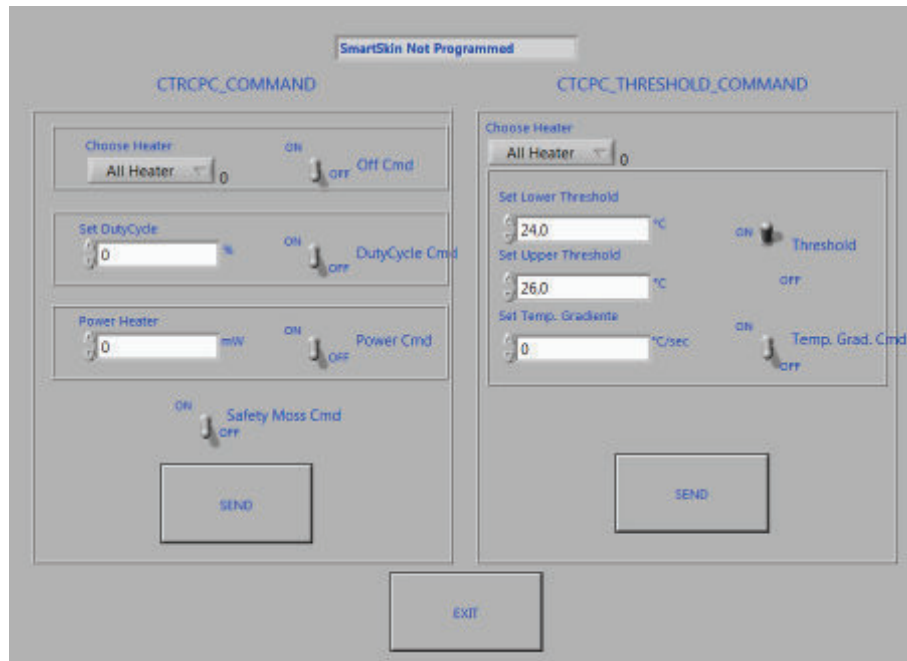 SmartSkin Not Programmed
CTRCPC_COMMAND
Choose Heater
All Heater
0
ON
OFF
Off Cmd
Set DutyCycle
0
%
ON
OFF
DutyCycle Cmd
Power Heater
0
mW
ON
OFF
Power Cmd
ON
OFF
Safety Moss Cmd
SEND
CTCPC_THRESHOLD_COMMAND
Choose Heater
All Heater
0
Set Lower Threshold
24,0
°C
Set Upper Threshold
26,0
°C
ON
Threshold
OFF
Set Temp. Gradiente
0
°C/sec
ON
Temp. Grad. Cmd
OFF
SEND
EXIT